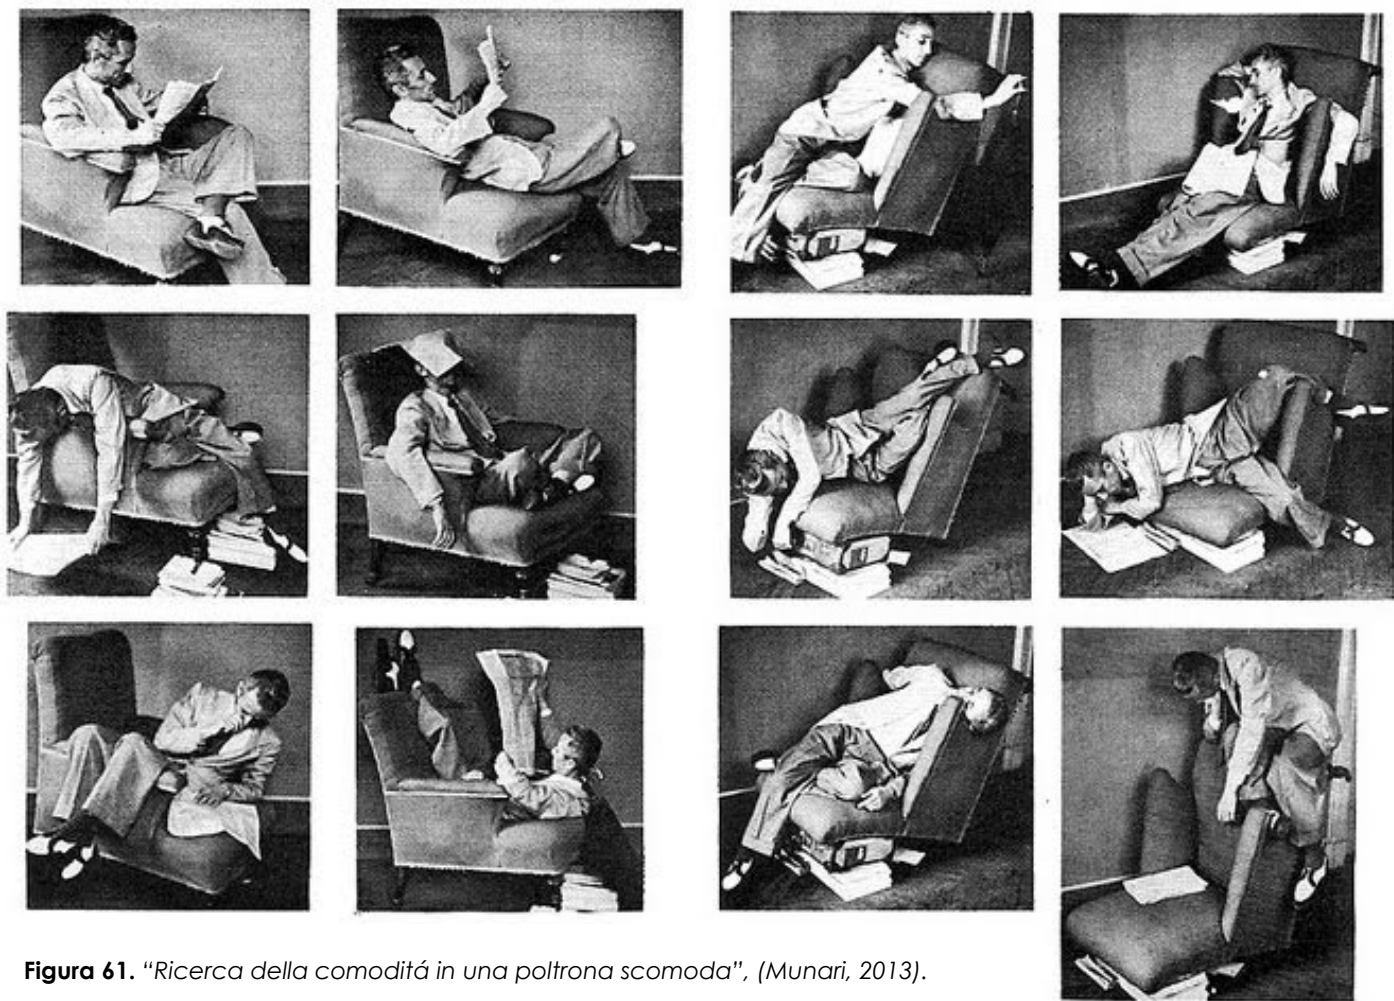 Figura 61. “Ricerca della comoditá in una poltrona scomoda”, (Munari, 2013).